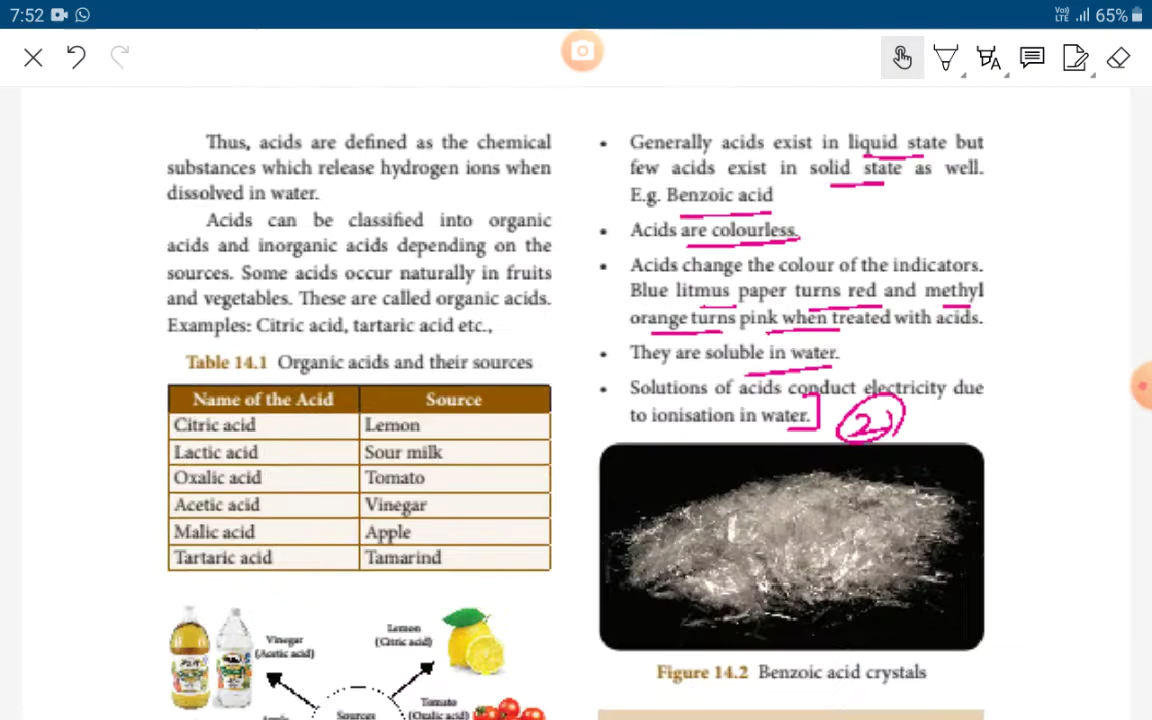 7:52
Vo)
LTE
65%
Thus, acids are defined as the chemical
substances which release hydrogen ions when
dissolved in water.
Acids can be classified into organic
acids and inorganic acids depending on the
sources. Some acids occur naturally in fruits
and vegetables. These are called organic acids.
Examples: Citric acid, tartaric acid etc.,
Table 14.1 Organic acids and their sources
Name of the Acid Source
Citric acid Lemon
Lactic acid Sour milk
Oxalic acid Tomato
Acetic acid Vinegar
Malic acid Apple
Tartaric acid Tamarind
Vinegar
(Acetic acid)
Lemon
(Citric acid)
Tomato
(Oxalic acid)
Apple
Sources
• Generally acids exist in liquid state but
few acids exist in solid state as well.
E.g. Benzoic acid
• Acids are colourless.
• Acids change the colour of the indicators.
Blue litmus paper turns red and methyl
orange turns pink when treated with acids.
• They are soluble in water.
• Solutions of acids conduct electricity due
to ionisation in water.
Figure 14.2 Benzoic acid crystals